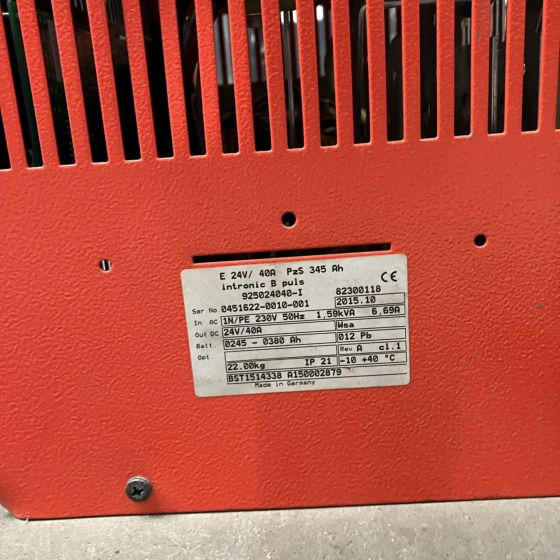 E 24V/ 40A PzS 345 Ah
intronic B puls CE
925024040-I 82300118
Ser No. 0451622-0010-001 2015.10
In AC 1N/PE 230V 50Hz 1,59kVA 6,69A
Out DC 24V/40A Wsa
Batt. 0245 - 0380 Ah 012 Pb
Opt. Rev A cl.1
22.00kg IP 21 -10 +40 °C
BST1514338 A150002879
Made in Germany